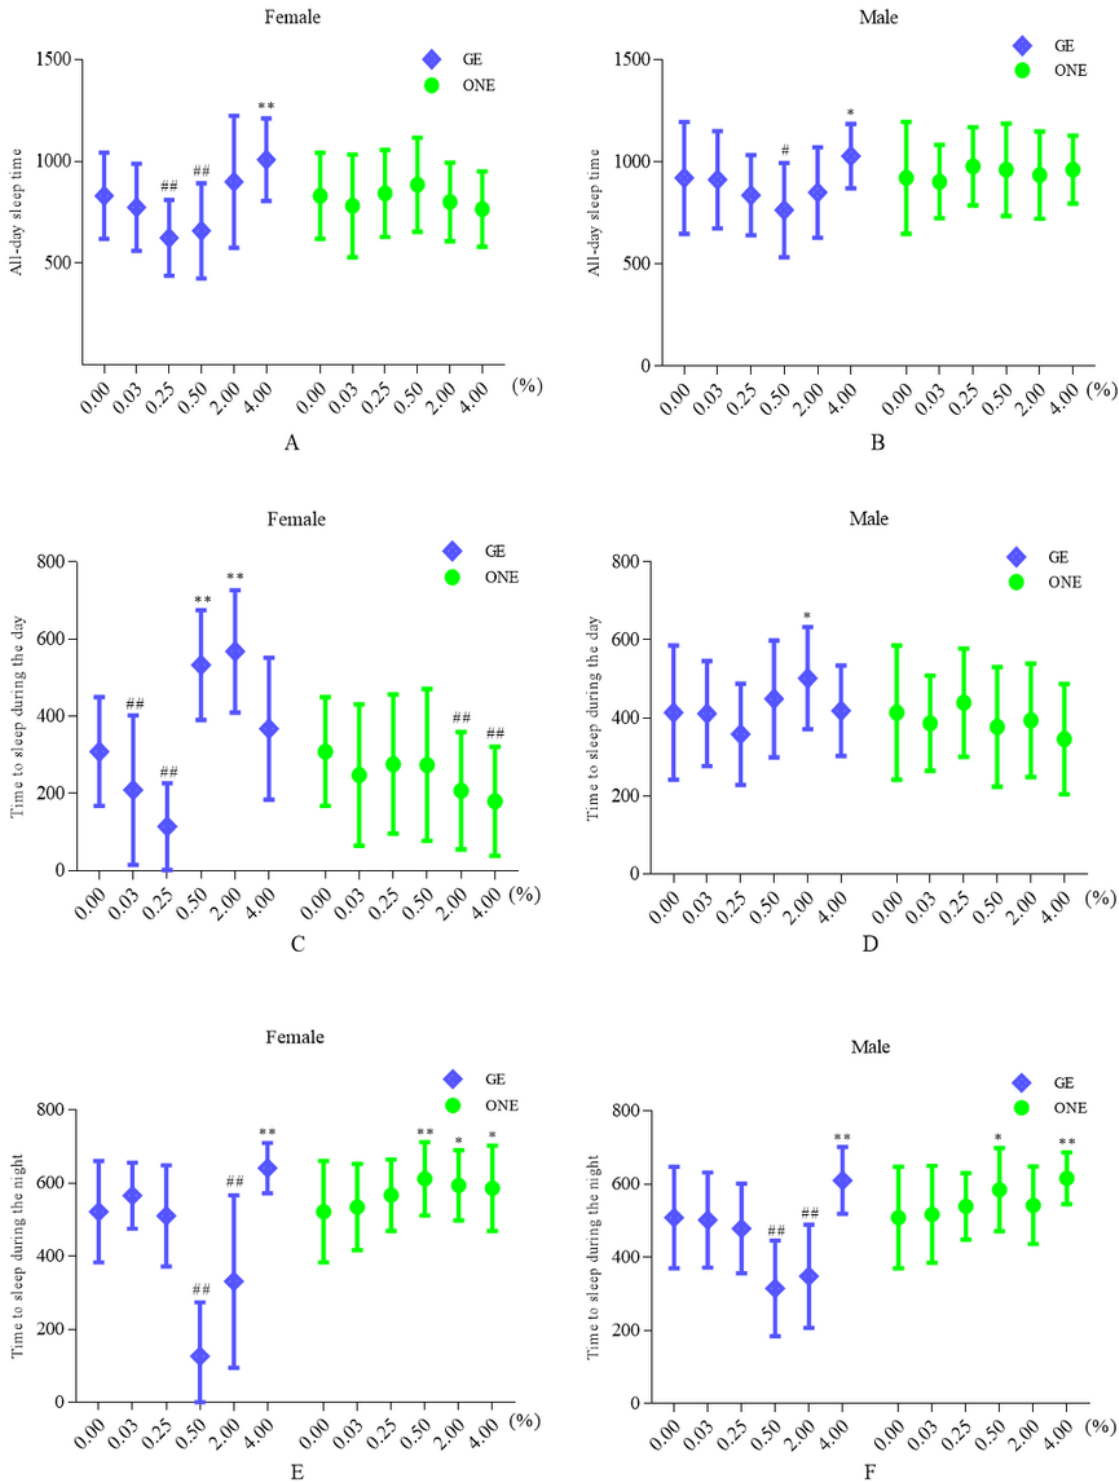 Female
1500
1000
500
All-day sleep time
GE
ONE
**
##
##
0.00 0.03 0.25 0.50 2.00 4.00 0.00 0.03 0.25 0.50 2.00 4.00 (%)
A
Male
1500
1000
500
0
All-day sleep time
GE
ONE
*
#
0.00 0.03 0.25 0.50 2.00 4.00 0.00 0.03 0.25 0.50 2.00 4.00 (%)
B
Female
800
600
400
200
0
Time to sleep during the day
GE
ONE
** **
##
##
## ##
0.00 0.03 0.25 0.50 2.00 4.00 0.00 0.03 0.25 0.50 2.00 4.00 (%)
C
Male
800
600
400
200
0
Time to sleep during the day
GE
ONE
*
0.00 0.03 0.25 0.50 2.00 4.00 0.00 0.03 0.25 0.50 2.00 4.00 (%)
D
Female
800
600
400
200
0
Time to sleep during the night
GE
ONE
** ** * *
##
##
0.00 0.03 0.25 0.50 2.00 4.00 0.00 0.03 0.25 0.50 2.00 4.00 (%)
E
Male
800
600
400
200
0
Time to sleep during the night
GE
ONE
** * **
## ##
0.00 0.03 0.25 0.50 2.00 4.00 0.00 0.03 0.25 0.50 2.00 4.00 (%)
F